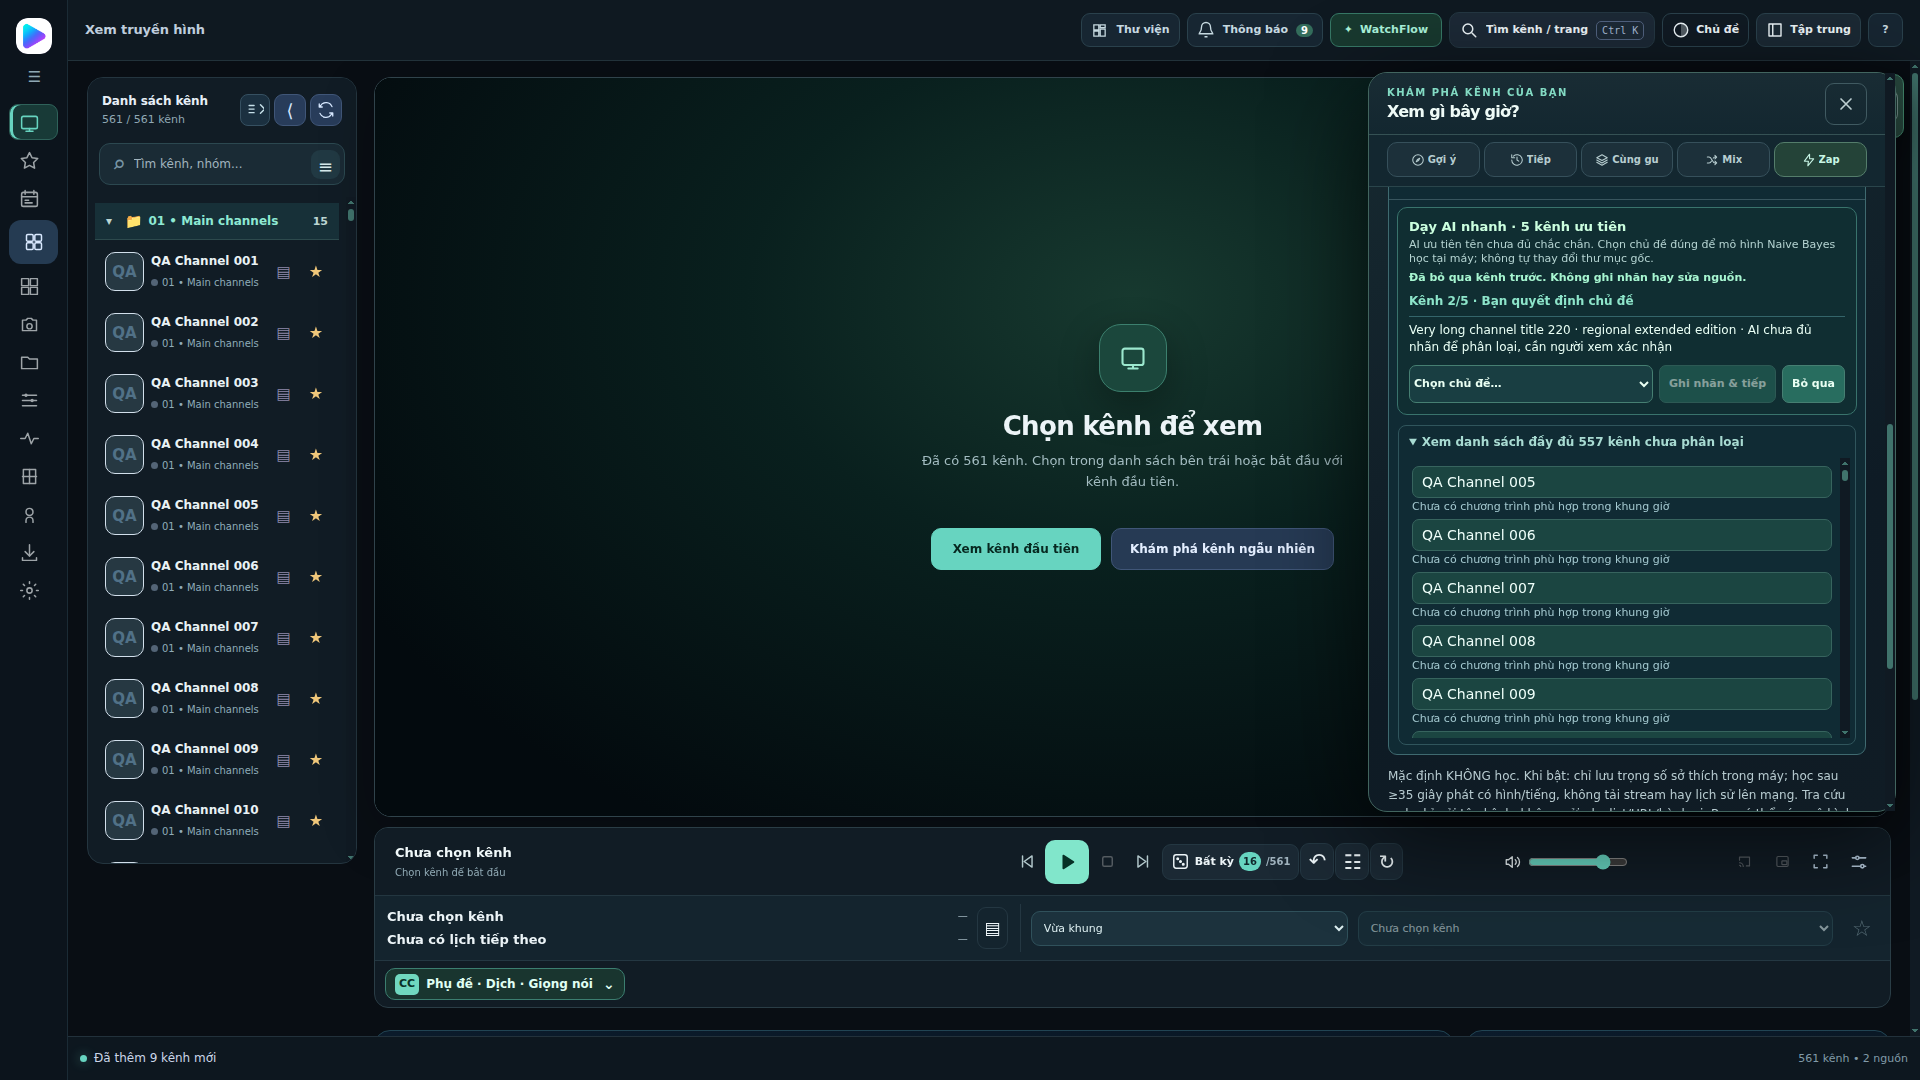 Xem truyền hình
Thư viện
Thông báo 9
WatchFlow
Tìm kênh / trang Ctrl K
Chủ đề
Tập trung
?
Danh sách kênh
561 / 561 kênh
Tìm kênh, nhóm...
01 • Main channels 15
QA QA Channel 001
01 • Main channels
QA QA Channel 002
01 • Main channels
QA QA Channel 003
01 • Main channels
QA QA Channel 004
01 • Main channels
QA QA Channel 005
01 • Main channels
QA QA Channel 006
01 • Main channels
QA QA Channel 007
01 • Main channels
QA QA Channel 008
01 • Main channels
QA QA Channel 009
01 • Main channels
QA QA Channel 010
01 • Main channels
Chọn kênh để xem
Đã có 561 kênh. Chọn trong danh sách bên trái hoặc bắt đầu với
kênh đầu tiên.
Xem kênh đầu tiên
Khám phá kênh ngẫu nhiên
KHÁM PHÁ KÊNH CỦA BẠN
Xem gì bây giờ?
Gợi ý
Tiếp
Cùng gu
Mix
Zap
Dạy AI nhanh · 5 kênh ưu tiên
AI ưu tiên tên chưa đủ chắc chắn. Chọn chủ đề đúng để mô hình Naive Bayes
học tại máy; không tự thay đổi thư mục gốc.
Đã bỏ qua kênh trước. Không ghi nhãn hay sửa nguồn.
Kênh 2/5 · Bạn quyết định chủ đề
Very long channel title 220 · regional extended edition · AI chưa đủ
nhãn để phân loại, cần người xem xác nhận
Chọn chủ đề…
Ghi nhãn & tiếp
Bỏ qua
Xem danh sách đầy đủ 557 kênh chưa phân loại
QA Channel 005
Chưa có chương trình phù hợp trong khung giờ
QA Channel 006
Chưa có chương trình phù hợp trong khung giờ
QA Channel 007
Chưa có chương trình phù hợp trong khung giờ
QA Channel 008
Chưa có chương trình phù hợp trong khung giờ
QA Channel 009
Chưa có chương trình phù hợp trong khung giờ
Mặc định KHÔNG học. Khi bật: chỉ lưu trọng số sở thích trong máy; học sau
≥35 giây phát có hình/tiếng, không tải stream hay lịch sử lên mạng. Tra cứu
Chưa chọn kênh
Chọn kênh để bắt đầu
Bất kỳ 16 /561
Chưa chọn kênh —
Chưa có lịch tiếp theo —
Vừa khung
Chưa chọn kênh
CC Phụ đề · Dịch · Giọng nói
Đã thêm 9 kênh mới
561 kênh • 2 nguồn